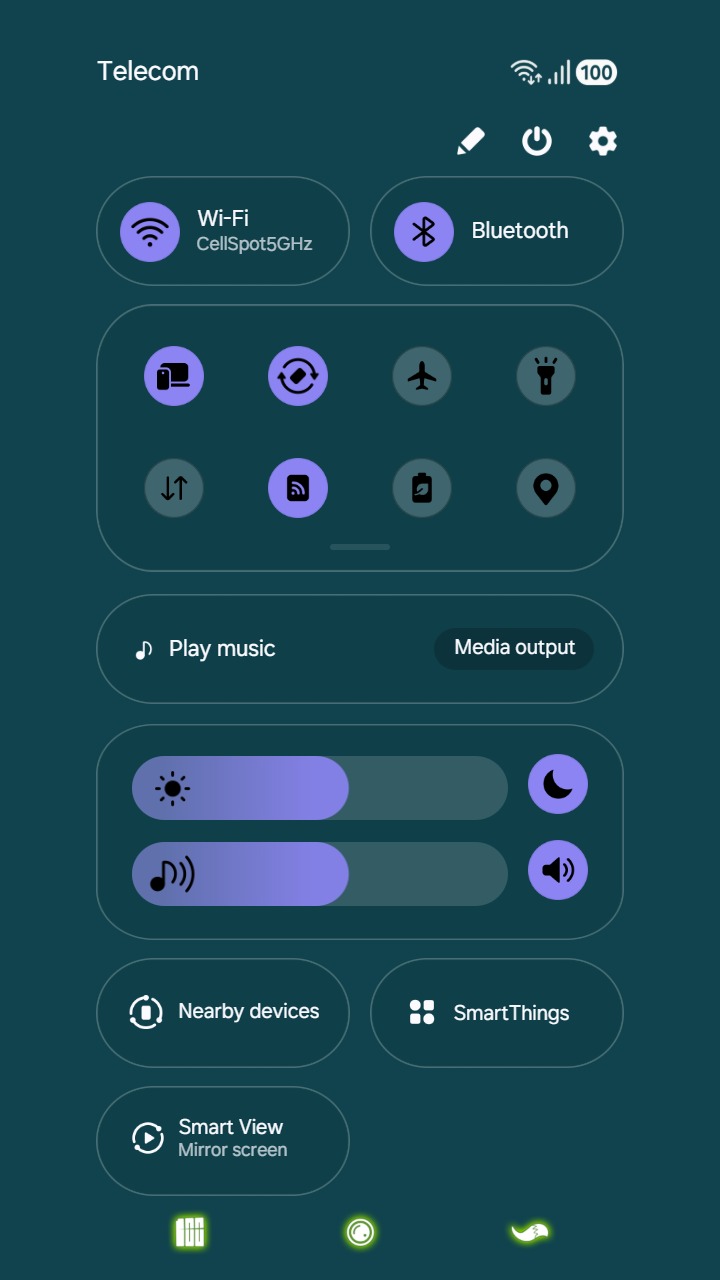 Telecom
100
Wi-Fi
CellSpot5GHz
Bluetooth
Play music
Media output
Nearby devices
SmartThings
Smart View
Mirror screen